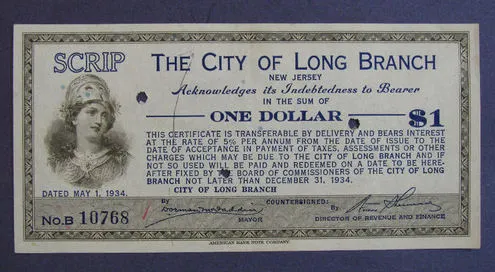 SCRIP
THE CITY OF LONG BRANCH
NEW JERSEY
Acknowledges its Indebtedness to Bearer
IN THE SUM OF
ONE DOLLAR $1
THIS CERTIFICATE IS TRANSFERABLE BY DELIVERY AND BEARS INTEREST
AT THE RATE OF 5% PER ANNUM FROM THE DATE OF ISSUE TO THE
DATE OF ACCEPTANCE IN PAYMENT OF TAXES, ASSESSMENTS OR OTHER
CHARGES WHICH MAY BE DUE TO THE CITY OF LONG BRANCH AND IF
NOT SO USED WILL BE PAID AND REDEEMED ON A DATE TO BE HERE-
AFTER FIXED BY THE BOARD OF COMMISSIONERS OF THE CITY OF LONG
BRANCH NOT LATER THAN DECEMBER 31, 1934.
DATED MAY 1, 1934.
CITY OF LONG BRANCH
COUNTERSIGNED:
No.B 10768
By
By
MAYOR
DIRECTOR OF REVENUE AND FINANCE
AMERICAN BANK NOTE COMPANY.